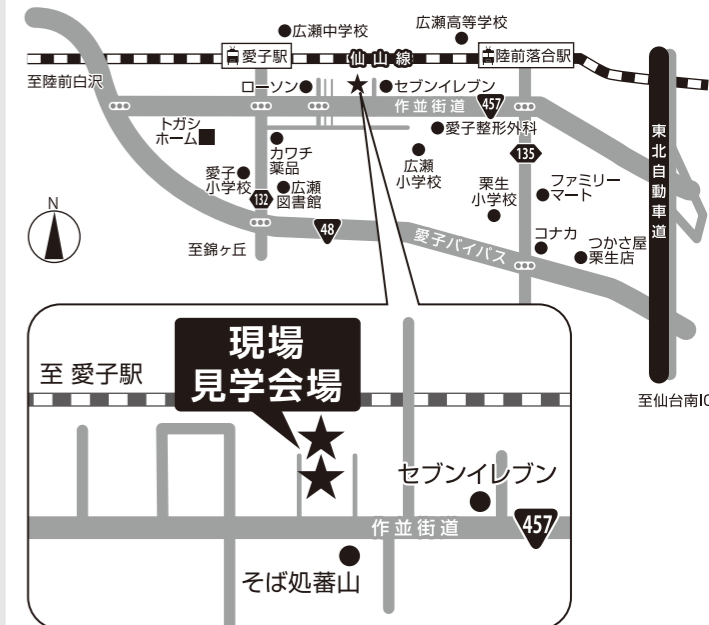 広瀬中学校
広瀬高等学校
愛子駅
仙山線
陸前落合駅
至陸前白沢
ローソン
セブンイレブン
作並街道
457
トガシ
ホーム
カワチ
薬品
愛子整形外科
広瀬
小学校
135
東北自動車道
愛子
小学校
広瀬
図書館
132
栗生
小学校
ファミリー
マート
N
48
至錦ヶ丘
愛子バイパス
コナカ
つかさ屋
栗生店
現場
見学会場
至 愛子駅
至仙台南IC
セブンイレブン
作並街道
457
そば処蕃山